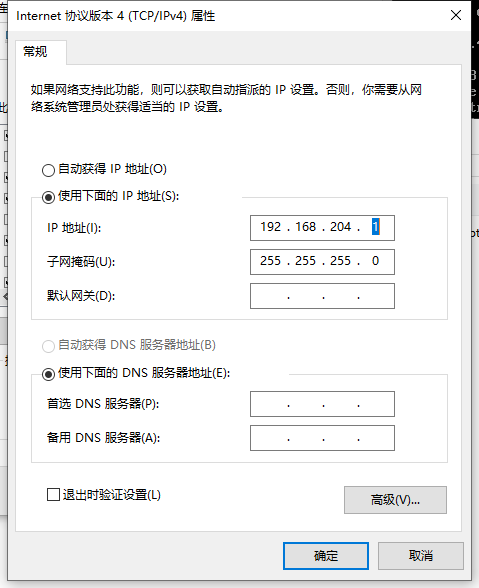 Internet 协议版本 4 (TCP/IPv4) 属性
常规
如果网络支持此功能，则可以获取自动指派的 IP 设置。否则，你需要从网
络系统管理员处获得适当的 IP 设置。
自动获得 IP 地址(O)
使用下面的 IP 地址(S):
IP 地址(I): 192 . 168 . 204 . 1
子网掩码(U): 255 . 255 . 255 . 0
默认网关(D): . . .
自动获得 DNS 服务器地址(B)
使用下面的 DNS 服务器地址(E):
首选 DNS 服务器(P): . . .
备用 DNS 服务器(A): . . .
退出时验证设置(L)
高级(V)...
确定 取消